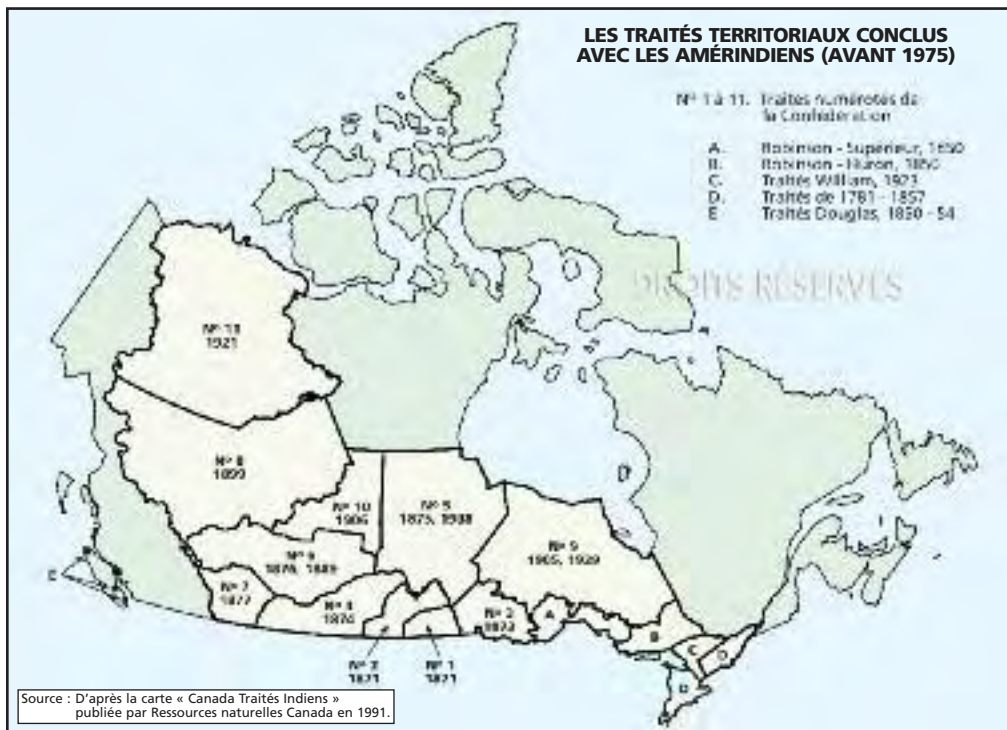 LES TRAITÉS TERRITORIAUX CONCLUS
AVEC LES AMÉRINDIENS (AVANT 1975)
Nº 1 à 11. Traités numérotés de
la Confédération
A. Robinson - Supérieur, 1850
B. Robinson - Huron, 1850
C. Traités William, 1923
D. Traités de 1781 - 1857
E Traités Douglas, 1850 - 54
DROITS RÉSERVÉS
Nº 11
1921
Nº 8
1899
Nº 10
1906
Nº 5
1875, 1908
Nº 9
1905, 1929
Nº 6
1876, 1889
E
Nº 7
1877
Nº 4
1874
Nº 3
1873
A
B
C
D
Nº 2
1871
Nº 1
1871
D
Source : D'après la carte « Canada Traités Indiens »
publiée par Ressources naturelles Canada en 1991.